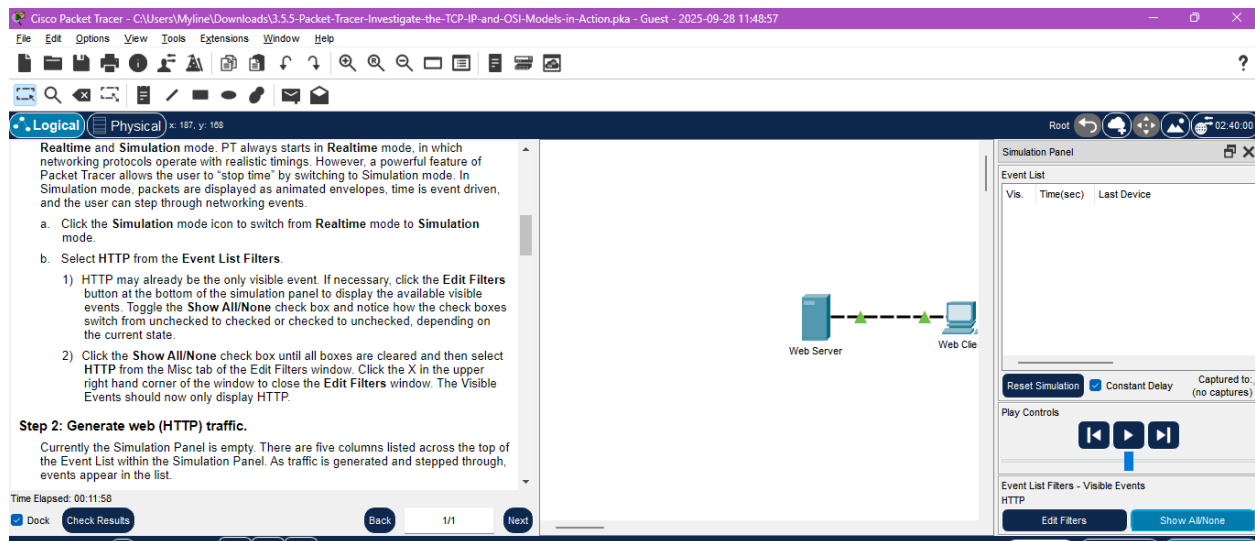 Cisco Packet Tracer - C:\Users\Myline\Downloads\3.5.5-Packet-Tracer-Investigate-the-TCP-IP-and-OSI-Models-in-Action.pka - Guest - 2025-09-28 11:48:57
File Edit Options View Tools Extensions Window Help
?
Logical Physical x: 187, y: 168 Root 02:40:00
Realtime and Simulation mode. PT always starts in Realtime mode, in which
networking protocols operate with realistic timings. However, a powerful feature of
Packet Tracer allows the user to “stop time” by switching to Simulation mode. In
Simulation mode, packets are displayed as animated envelopes, time is event driven,
and the user can step through networking events.
a. Click the Simulation mode icon to switch from Realtime mode to Simulation
mode.
b. Select HTTP from the Event List Filters.
1) HTTP may already be the only visible event. If necessary, click the Edit Filters
button at the bottom of the simulation panel to display the available visible
events. Toggle the Show All/None check box and notice how the check boxes
switch from unchecked to checked or checked to unchecked, depending on
the current state.
2) Click the Show All/None check box until all boxes are cleared and then select
HTTP from the Misc tab of the Edit Filters window. Click the X in the upper
right hand corner of the window to close the Edit Filters window. The Visible
Events should now only display HTTP.
Step 2: Generate web (HTTP) traffic.
Currently the Simulation Panel is empty. There are five columns listed across the top of
the Event List within the Simulation Panel. As traffic is generated and stepped through,
events appear in the list.
Time Elapsed: 00:11:58
Dock Check Results Back 1/1 Next
Web Server
Web Clie
Simulation Panel
Event List
Vis. Time(sec) Last Device
Reset Simulation Constant Delay Captured to:
(no captures)
Play Controls
Event List Filters - Visible Events
HTTP
Edit Filters Show All/None